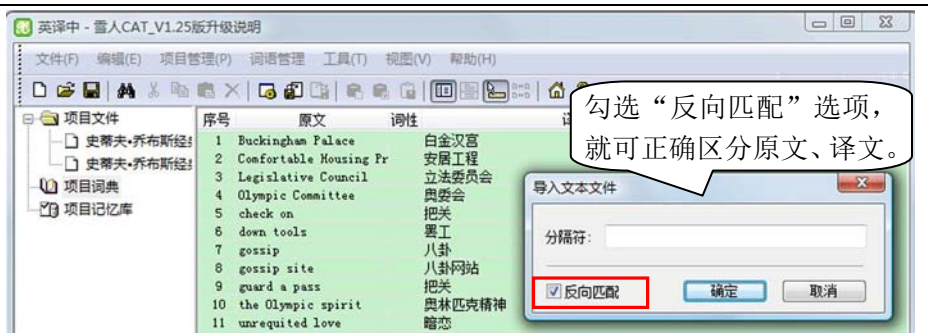 英译中 - 雪人CAT_V1.25版升级说明
文件(F) 编辑(E) 项目管理(P) 词语管理 工具(T) 视图(V) 帮助(H)
勾选“反向匹配”选项，
就可正确区分原文、译文。
项目文件
史蒂夫·乔布斯经
史蒂夫·乔布斯经
项目词典
项目记忆库
序号 原文 词性
1 Buckingham Palace 白金汉宫
2 Comfortable Housing Pr 安居工程
3 Legislative Council 立法委员会
4 Olympic Committee 奥委会
5 check on 把关
6 down tools 罢工
7 gossip 八卦
8 gossip site 八卦网站
9 guard a pass 把关
10 the Olympic spirit 奥林匹克精神
11 unrequited love 暗恋
导入文本文件
分隔符:
反向匹配 确定 取消